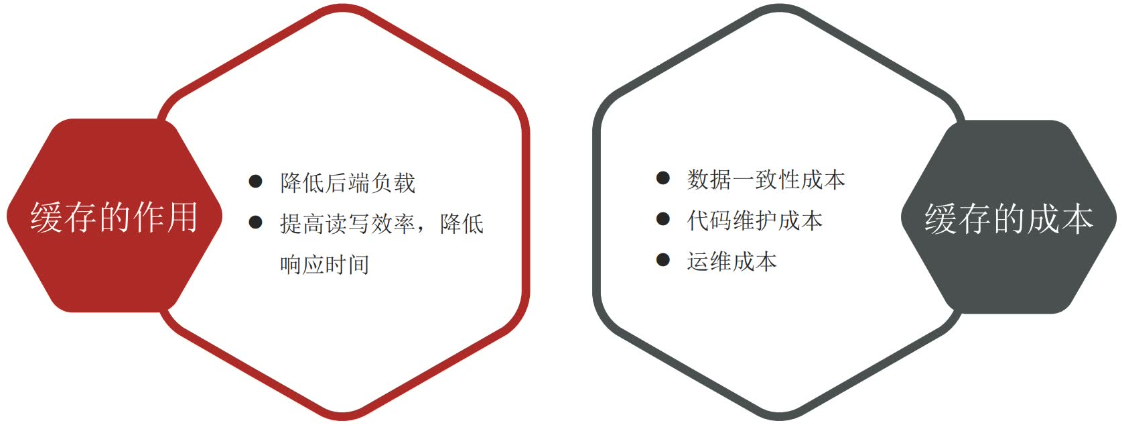 缓存的作用
● 降低后端负载
● 提高读写效率，降低
响应时间
● 数据一致性成本
● 代码维护成本
● 运维成本
缓存的成本